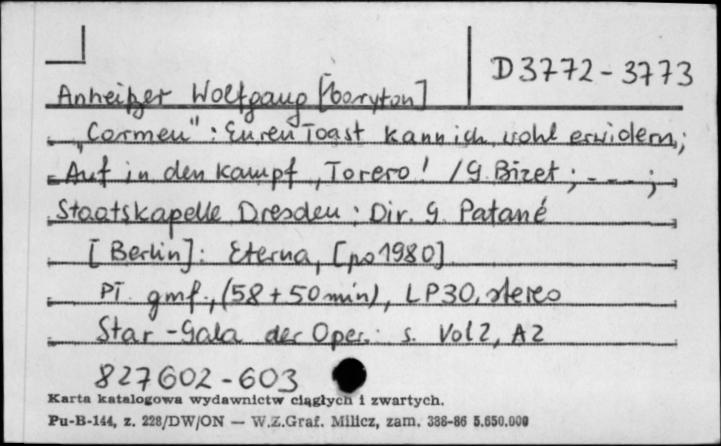 D 3772 - 3773
Anheißer Wolfgang [baryton]
"Carmen" : Euren Toast kann ich wohl erwidern ;
Auf in den Kampf, Torero! / G. Bizet ; - - - ;
Staatskapelle Dresden ; Dir. G. Patané
[Berlin] : Eterna, [po 1980]
Pł. gmf., (58 + 50 min), LP30, stereo
Star - Gala der Oper. : s. Vol 2, A2
827602 - 603
Karta katalogowa wydawnictw ciągłych i zwartych.
Pu-B-144, z. 228/DW/ON — W.Z.Graf. Milicz, zam. 388-86 5.650.000